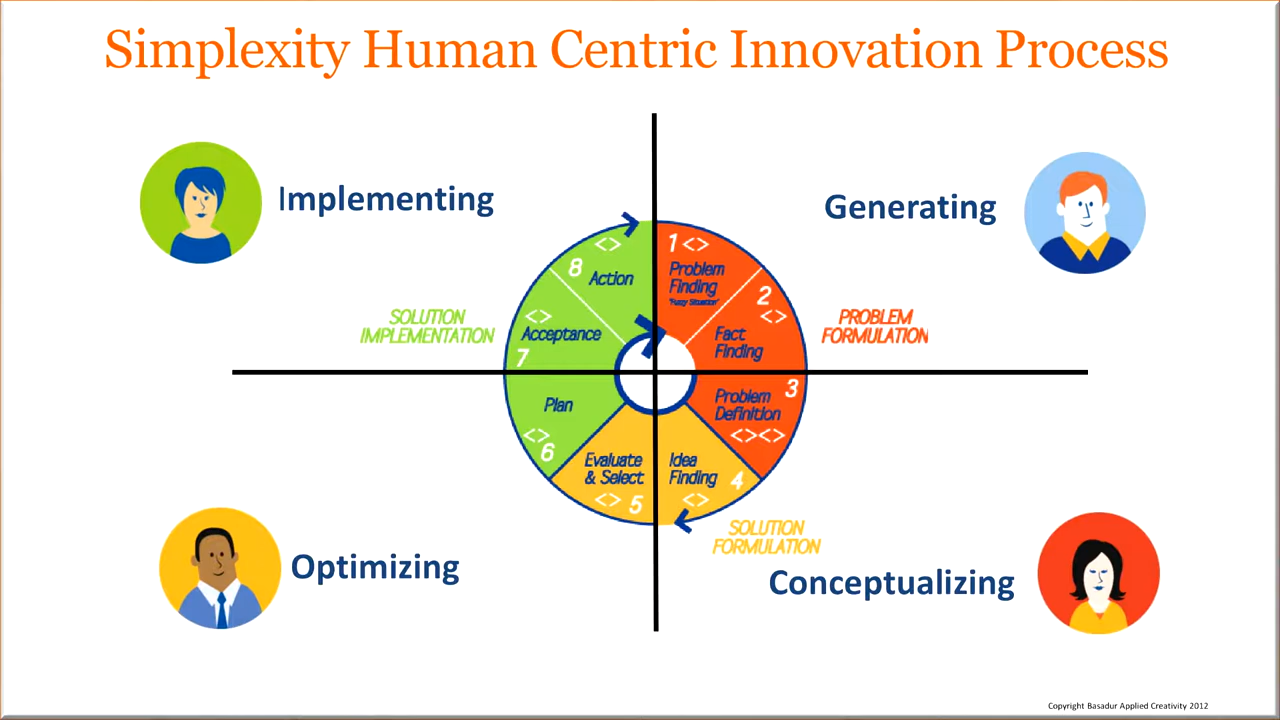 Simplexity Human Centric Innovation Process
Implementing
Generating
8
<>
Action
1
<>
Problem
Finding
"Fuzzy Situation"
2
<>
Fact
Finding
SOLUTION
IMPLEMENTATION
<>
Acceptance
7
PROBLEM
FORMULATION
3
Problem
Definition
<><>
Plan
<>
6
Evaluate
& Select
<> 5
Idea
Finding
4
<>
SOLUTION
FORMULATION
Optimizing
Conceptualizing
Copyright Basadur Applied Creativity 2012